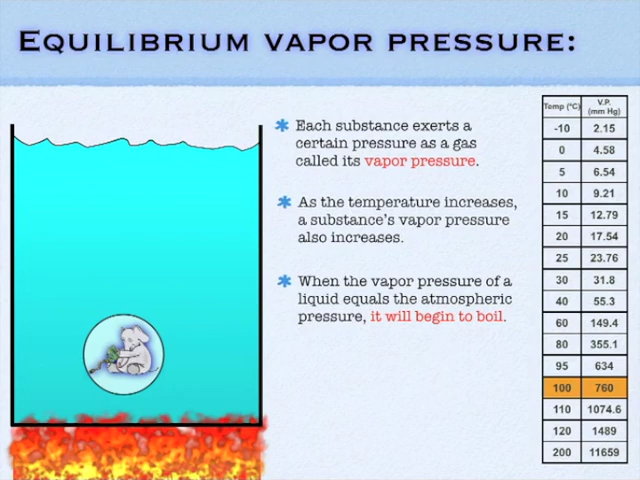 EQUILIBRIUM VAPOR PRESSURE:
Each substance exerts a
certain pressure as a gas
called its vapor pressure.
As the temperature increases,
a substance's vapor pressure
also increases.
When the vapor pressure of a
liquid equals the atmospheric
pressure, it will begin to boil.
Temp (°C) V.P. (mm Hg)
-10 2.15
0 4.58
5 6.54
10 9.21
15 12.79
20 17.54
25 23.76
30 31.8
40 55.3
60 149.4
80 355.1
95 634
100 760
110 1074.6
120 1489
200 11659